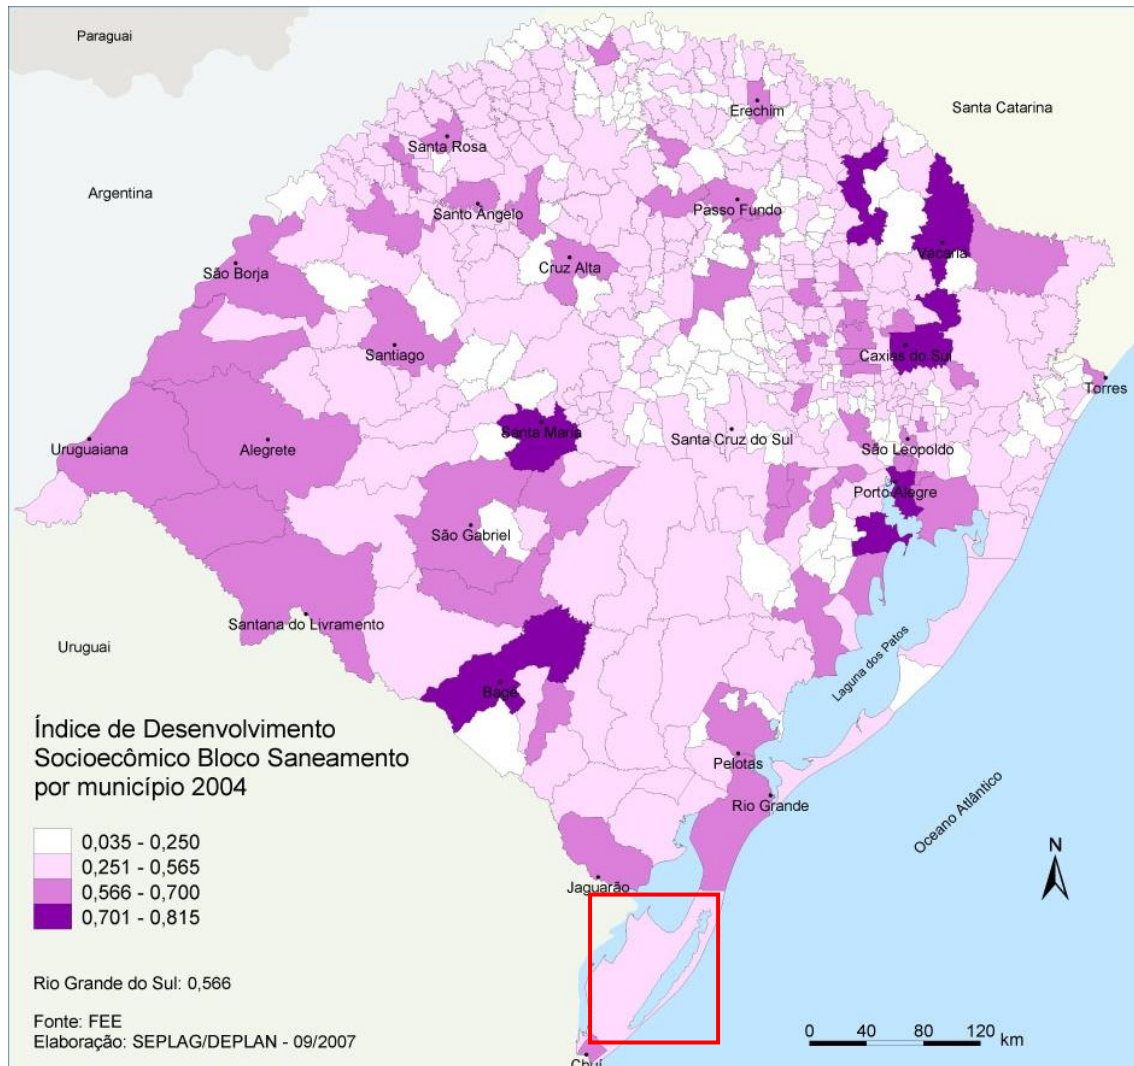 Paraguai
Santa Catarina
Erechim
Santa Rosa
Argentina
Santo Ângelo
Passo Fundo
Vacaria
São Borja
Cruz Alta
Santiago
Caxias do Sul
Torres
Santa Maria
Santa Cruz do Sul
São Leopoldo
Uruguaiana
Alegrete
Porto Alegre
São Gabriel
Santana do Livramento
Uruguai
Laguna dos Patos
Bagé
Pelotas
Rio Grande
Oceano Atlântico
Jaguarão
Chuí
Índice de Desenvolvimento
Socioecômico Bloco Saneamento
por município 2004
0,035 - 0,250
0,251 - 0,565
0,566 - 0,700
0,701 - 0,815
Rio Grande do Sul: 0,566
Fonte: FEE
Elaboração: SEPLAG/DEPLAN - 09/2007
N
0 40 80 120 km